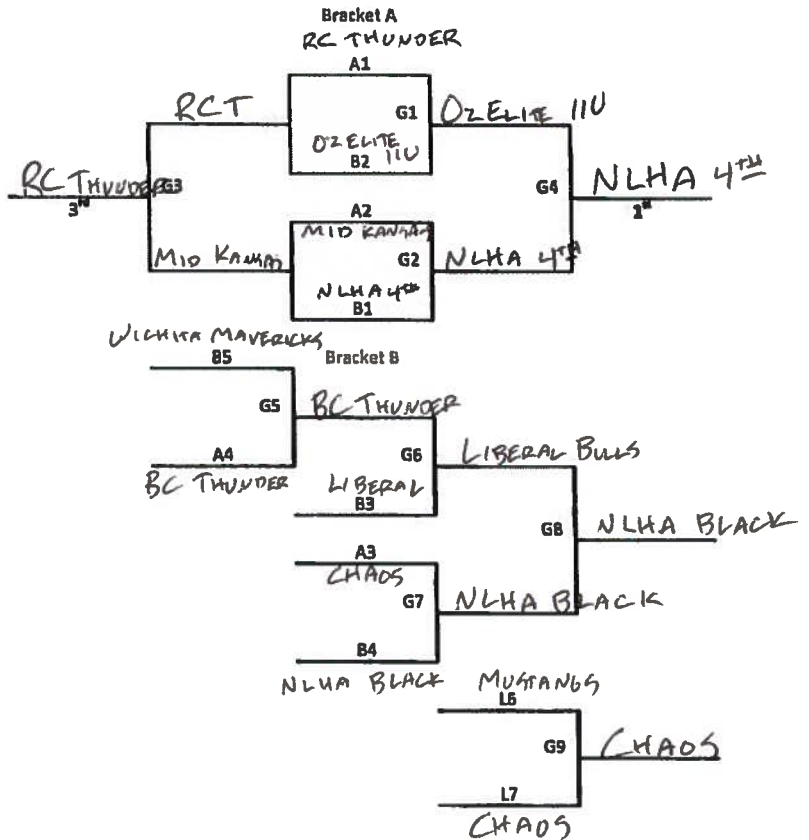 Bracket A
RC THUNDER
A1
RCT
G1
OZ ELITE 11U
OZ ELITE
11U
B2
RC THUNDER
G3
3rd
G4
NLHA 4TH
1st
A2
MID KANSAS
MID KANSAS
G2
NLHA 4TH
NLHA 4TH
B1
WICHITA MAVERICKS
B5
Bracket B
G5
BC THUNDER
A4
BC THUNDER
G6
LIBERAL BULLS
LIBERAL
B3
G8
NLHA BLACK
A3
CHAOS
G7
NLHA BLACK
B4
NLHA BLACK
MUSTANGS
L6
G9
CHAOS
L7
CHAOS